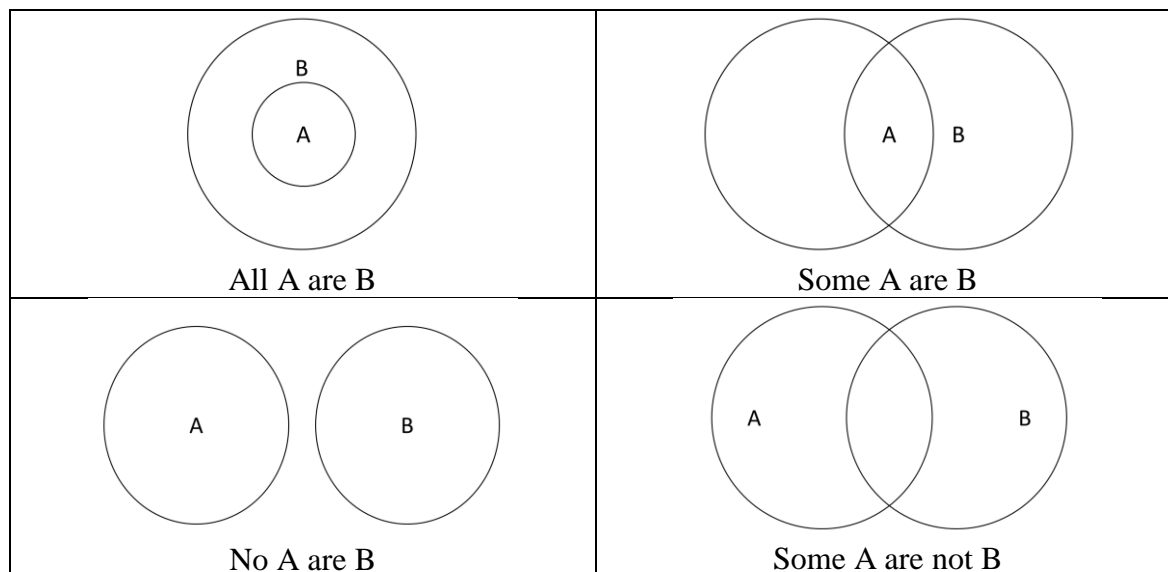 B
A
All A are B
A B
Some A are B
A B
No A are B
A B
Some A are not B